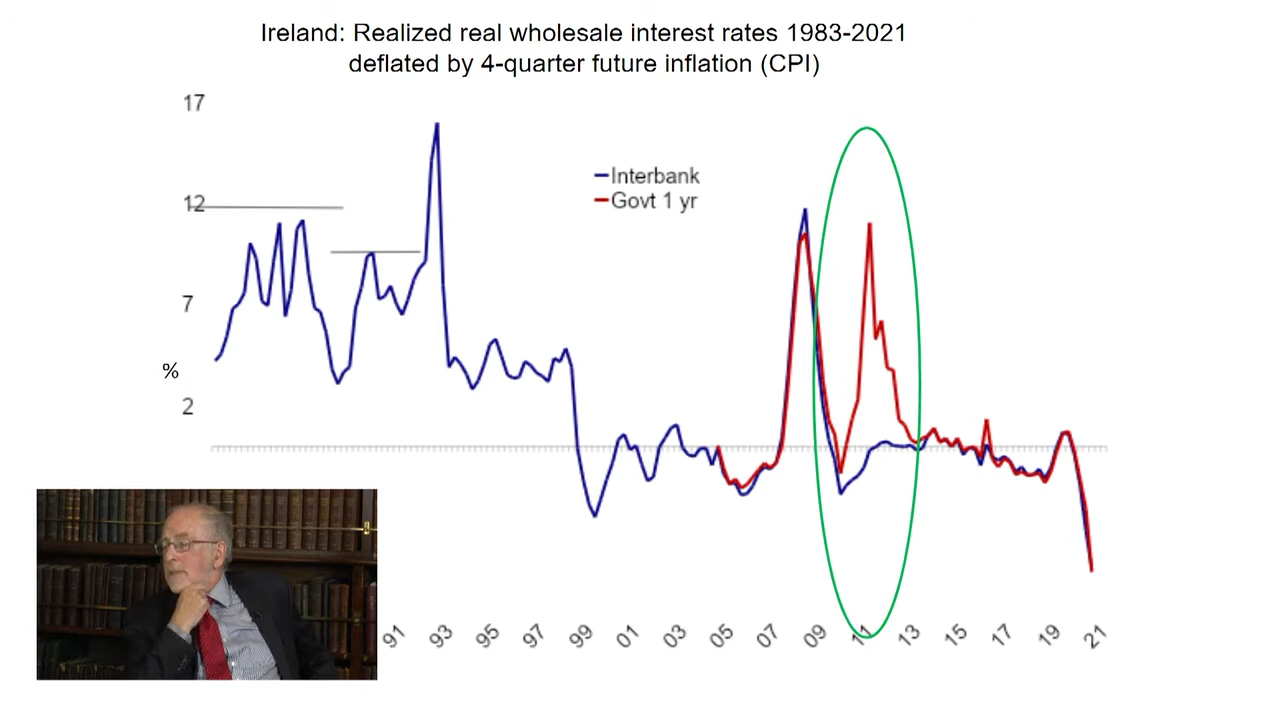 Ireland: Realized real wholesale interest rates 1983-2021
deflated by 4-quarter future inflation (CPI)
17
12
7
%
2
Interbank
Govt 1 yr
91 93 95 97 99 01 03 05 07 09 11 13 15 17 19 21